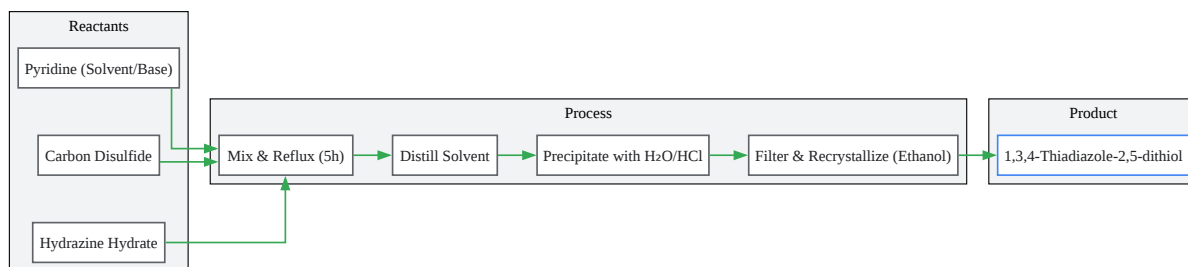 Reactants
Pyridine (Solvent/Base)
Carbon Disulfide
Hydrazine Hydrate
Process
Mix & Reflux (5h)
Distill Solvent
Precipitate with H₂O/HCl
Filter & Recrystallize (Ethanol)
Product
1,3,4-Thiadiazole-2,5-dithiol